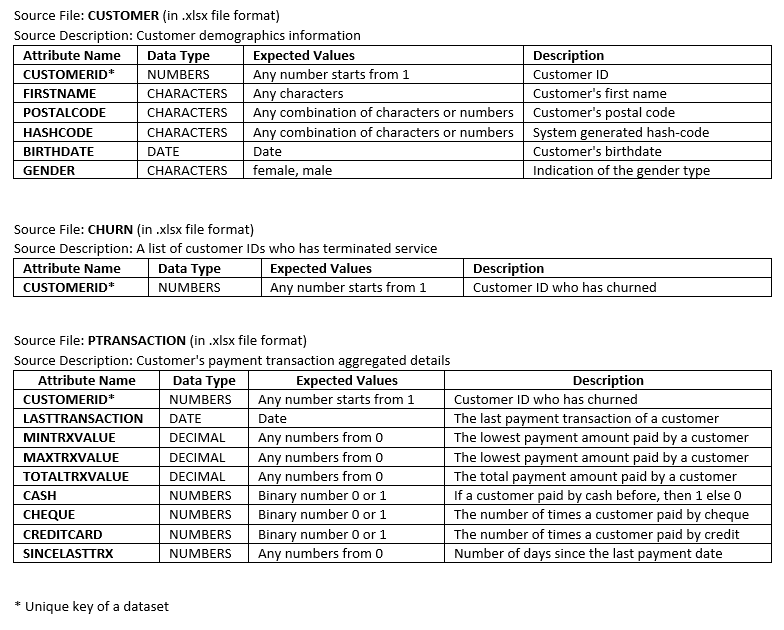 Source File: CUSTOMER (in .xlsx file format)
Source Description: Customer demographics information
Attribute Name Data Type Expected Values Description
CUSTOMERID* NUMBERS Any number starts from 1 Customer ID
FIRSTNAME CHARACTERS Any characters Customer's first name
POSTALCODE CHARACTERS Any combination of characters or numbers Customer's postal code
HASHCODE CHARACTERS Any combination of characters or numbers System generated hash-code
BIRTHDATE DATE Date Customer's birthdate
GENDER CHARACTERS female, male Indication of the gender type
Source File: CHURN (in .xlsx file format)
Source Description: A list of customer IDs who has terminated service
Attribute Name Data Type Expected Values Description
CUSTOMERID* NUMBERS Any number starts from 1 Customer ID who has churned
Source File: PTRANSACTION (in .xlsx file format)
Source Description: Customer's payment transaction aggregated details
Attribute Name Data Type Expected Values Description
CUSTOMERID* NUMBERS Any number starts from 1 Customer ID who has churned
LASTTRANSACTION DATE Date The last payment transaction of a customer
MINTRXVALUE DECIMAL Any numbers from 0 The lowest payment amount paid by a customer
MAXTRXVALUE DECIMAL Any numbers from 0 The lowest payment amount paid by a customer
TOTALTRXVALUE DECIMAL Any numbers from 0 The total payment amount paid by a customer
CASH NUMBERS Binary number 0 or 1 If a customer paid by cash before, then 1 else 0
CHEQUE NUMBERS Binary number 0 or 1 The number of times a customer paid by cheque
CREDITCARD NUMBERS Binary number 0 or 1 The number of times a customer paid by credit
SINCELASTTRX NUMBERS Any numbers from 0 Number of days since the last payment date
* Unique key of a dataset